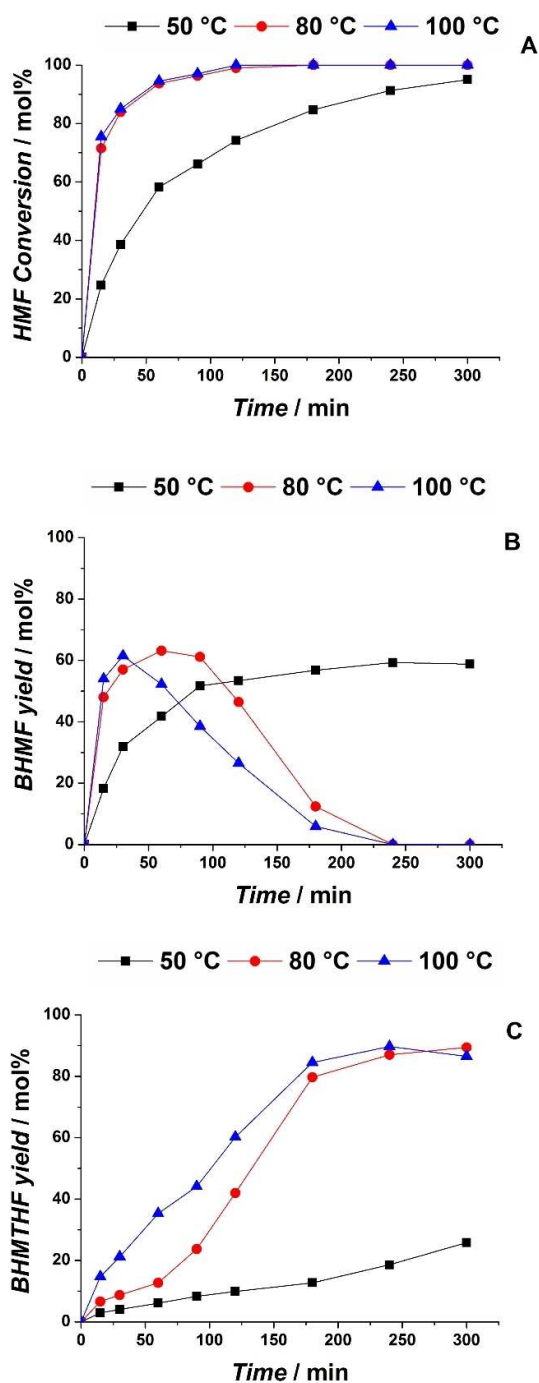 50 °C 80 °C 100 °C
A
100
80
60
40
20
0
HMF Conversion / mol%
0 50 100 150 200 250 300
Time / min
50 °C 80 °C 100 °C
B
100
80
60
40
20
0
BHMF yield / mol%
0 50 100 150 200 250 300
Time / min
50 °C 80 °C 100 °C
C
100
80
60
40
20
0
BHMTHF yield / mol%
0 50 100 150 200 250 300
Time / min